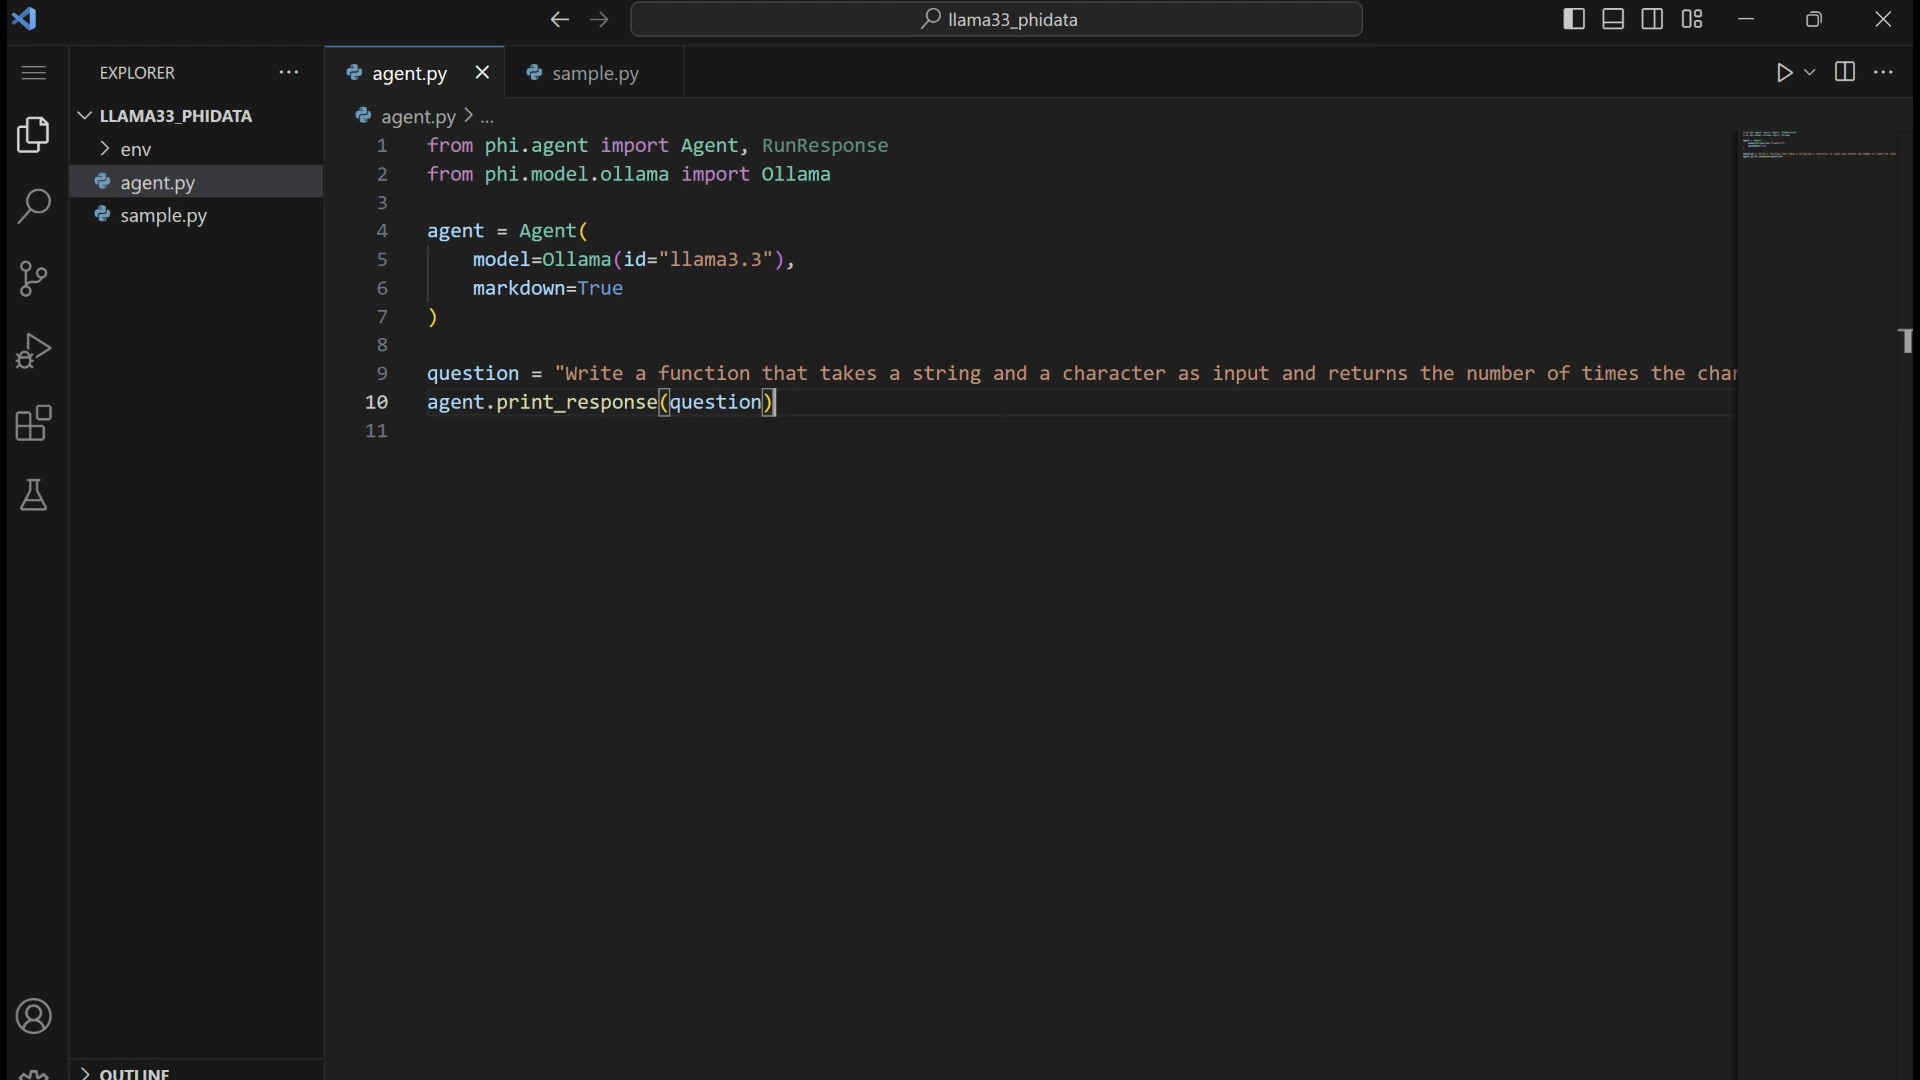 llama33_phidata
EXPLORER
agent.py
sample.py
LLAMA33_PHIDATA
env
agent.py
sample.py
agent.py > ...
1 from phi.agent import Agent, RunResponse
2 from phi.model.ollama import Ollama
3
4 agent = Agent(
5 model=Ollama(id="llama3.3"),
6 markdown=True
7 )
8
9 question = "Write a function that takes a string and a character as input and returns the number of times the char
10 agent.print_response(question)
11
OUTLINE